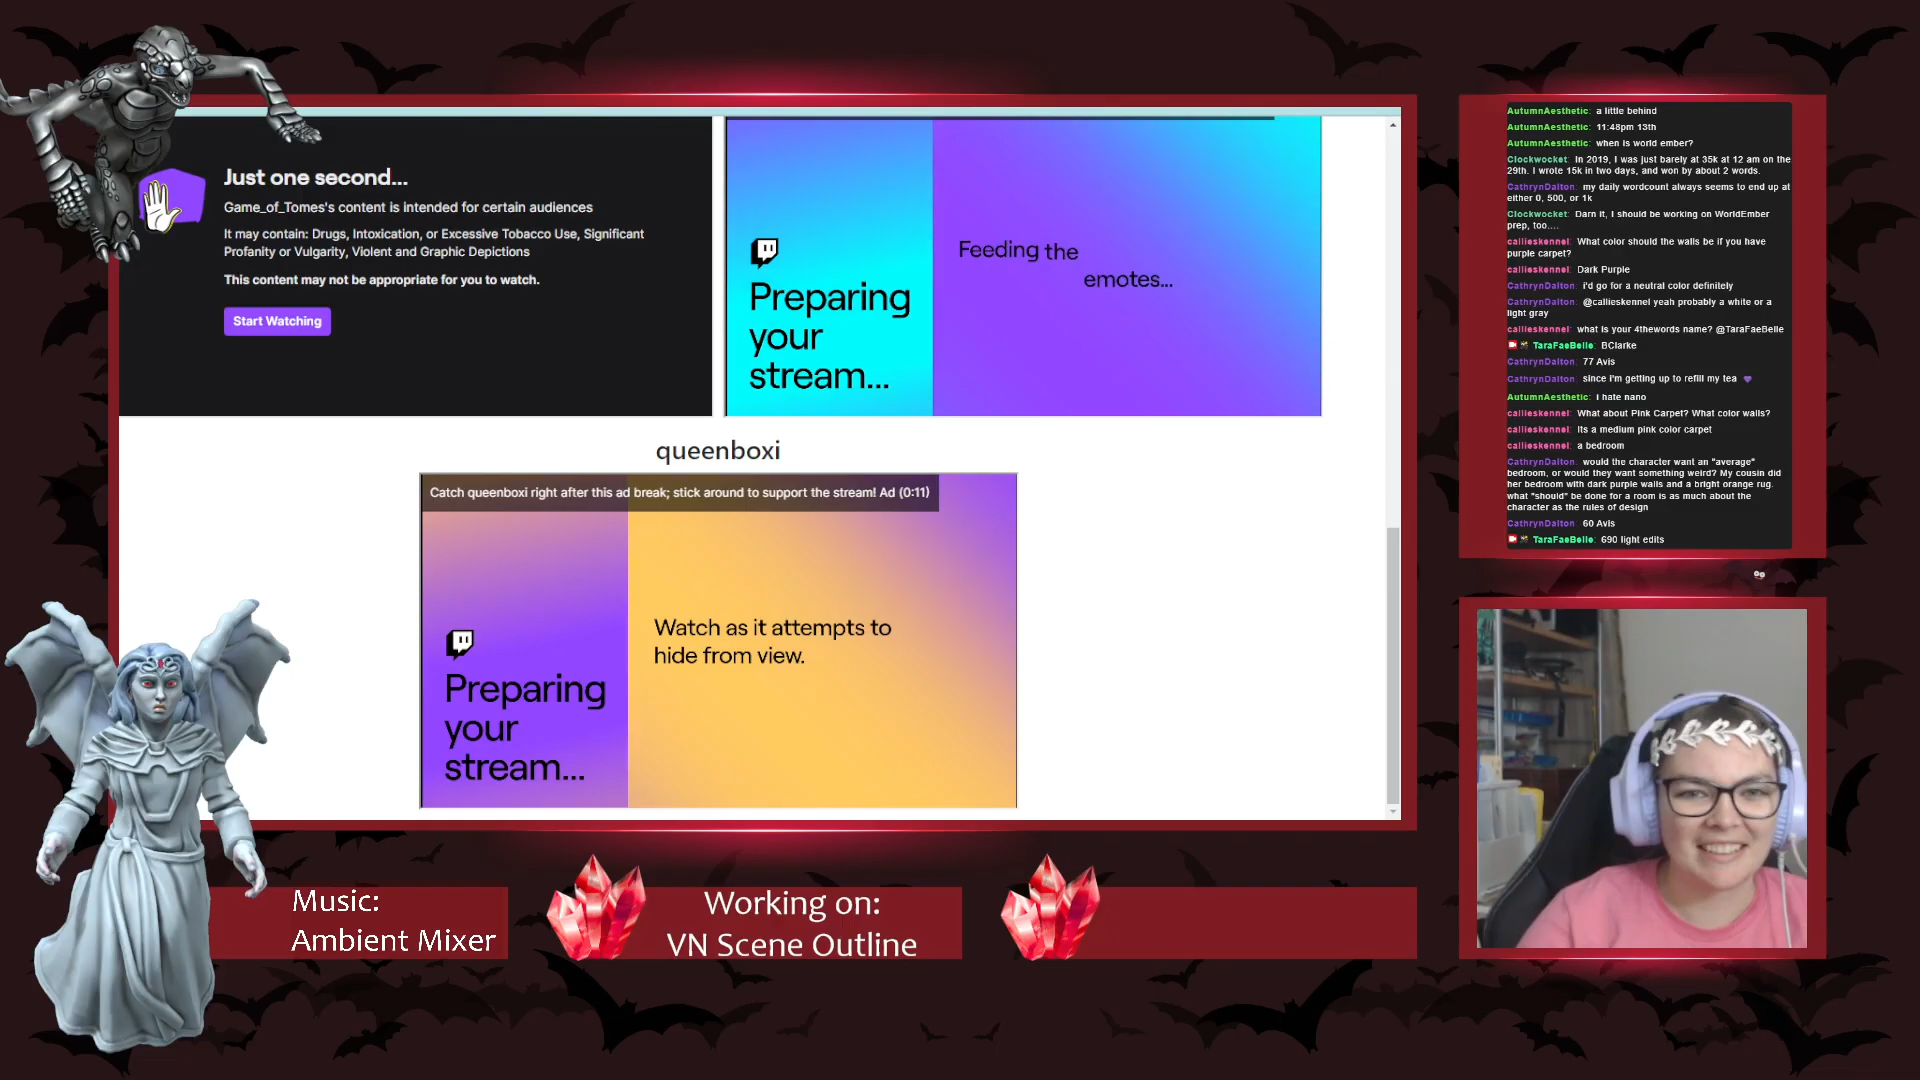 Just one second...
Game_of_Tomes's content is intended for certain audiences
It may contain: Drugs, Intoxication, or Excessive Tobacco Use, Significant
Profanity or Vulgarity, Violent and Graphic Depictions
This content may not be appropriate for you to watch.
Start Watching
Preparing
your
stream...
Feeding the
emotes...
queenboxi
Catch queenboxi right after this ad break; stick around to support the stream! Ad (0:11)
Preparing
your
stream...
Watch as it attempts to
hide from view.
Music:
Ambient Mixer
Working on:
VN Scene Outline
AutumnAesthetic: a little behind
AutumnAesthetic: 11:48pm 13th
AutumnAesthetic: when is world ember?
Clockwocket: In 2019, I was just barely at 35k at 12 am on the
29th. I wrote 15k in two days, and won by about 2 words.
CathrynDalton: my daily wordcount always seems to end up at
either 0, 500, or 1k
Clockwocket: Darn it, I should be working on WorldEmber
prep, too....
callieskennel: What color should the walls be if you have
purple carpet?
callieskennel: Dark Purple
CathrynDalton: i'd go for a neutral color definitely
CathrynDalton: @callieskennel yeah probably a white or a
light gray
callieskennel: what is your 4thewords name? @TaraFaeBelle
TaraFaeBelle: BClarke
CathrynDalton: 77 Avis
CathrynDalton: since I'm getting up to refill my tea
AutumnAesthetic: I hate nano
callieskennel: What about Pink Carpet? What color walls?
callieskennel: Its a medium pink color carpet
callieskennel: a bedroom
CathrynDalton: would the character want an "average"
bedroom, or would they want something weird? My cousin did
her bedroom with dark purple walls and a bright orange rug.
what "should" be done for a room is as much about the
character as the rules of design
CathrynDalton: 60 Avis
TaraFaeBelle: 690 light edits